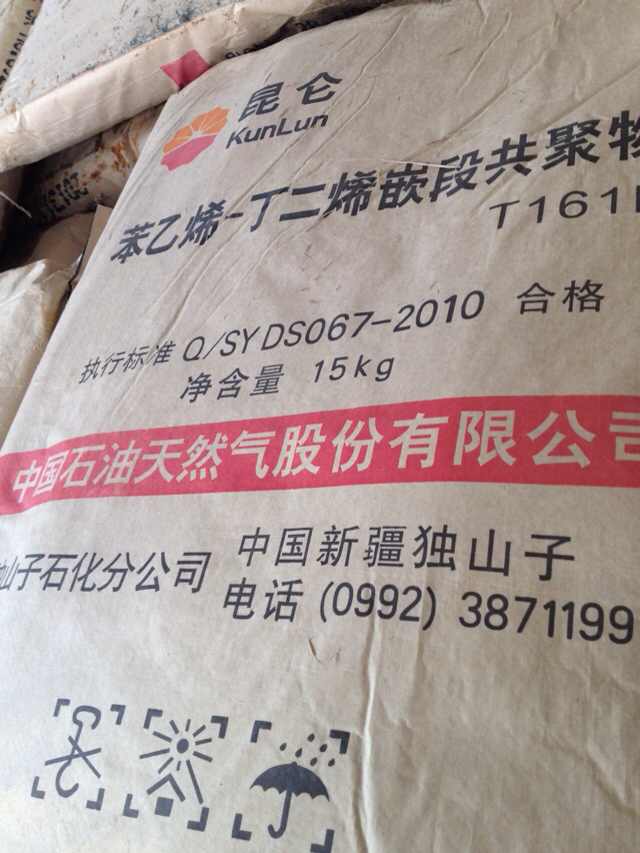 昆仑
KunLun
苯乙烯-丁二烯嵌段共聚物
T161
执行标准 Q/SY DS067-2010 合格
净含量 15kg
中国石油天然气股份有限公司
山子石化分公司 中国新疆独山子
电话 (0992) 3871199